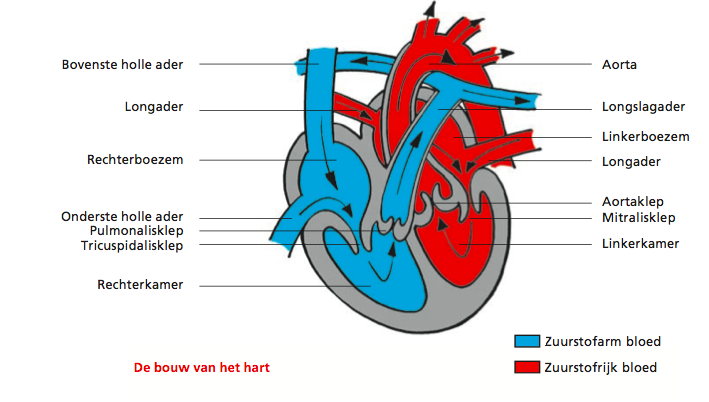 Bovenste holle ader
Longader
Rechterboezem
Onderste holle ader
Pulmonalisklep
Tricuspidalisklep
Rechterkamer
Aorta
Longslagader
Linkerboezem
Longader
Aortaklep
Mitralisklep
Linkerkamer
Zuurstofarm bloed
Zuurstofrijk bloed
De bouw van het hart